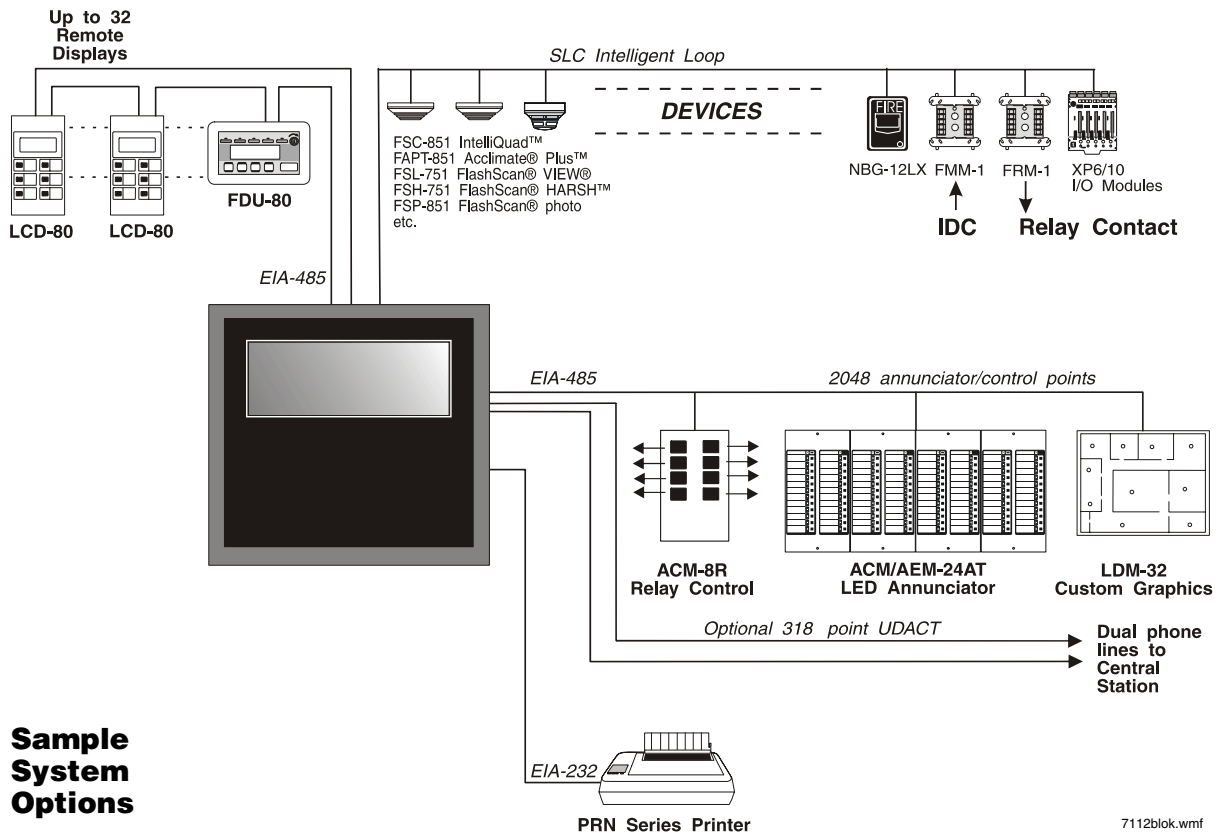 Up to 32
Remote
Displays
SLC Intelligent Loop
DEVICES
FIRE
FSC-851 IntelliQuad™
FAPT-851 Acclimate® Plus™
FSL-751 FlashScan® VIEW®
FSH-751 FlashScan® HARSH™
FSP-851 FlashScan® photo
etc.
NBG-12LX
FMM-1
FRM-1
XP6/10
I/O Modules
IDC
Relay Contact
LCD-80
LCD-80
FDU-80
EIA-485
EIA-485
2048 annunciator/control points
ACM-8R
Relay Control
ACM/AEM-24AT
LED Annunciator
LDM-32
Custom Graphics
Optional 318 point UDACT
Dual phone
lines to
Central
Station
Sample
System
Options
EIA-232
PRN Series Printer
7112blok.wmf